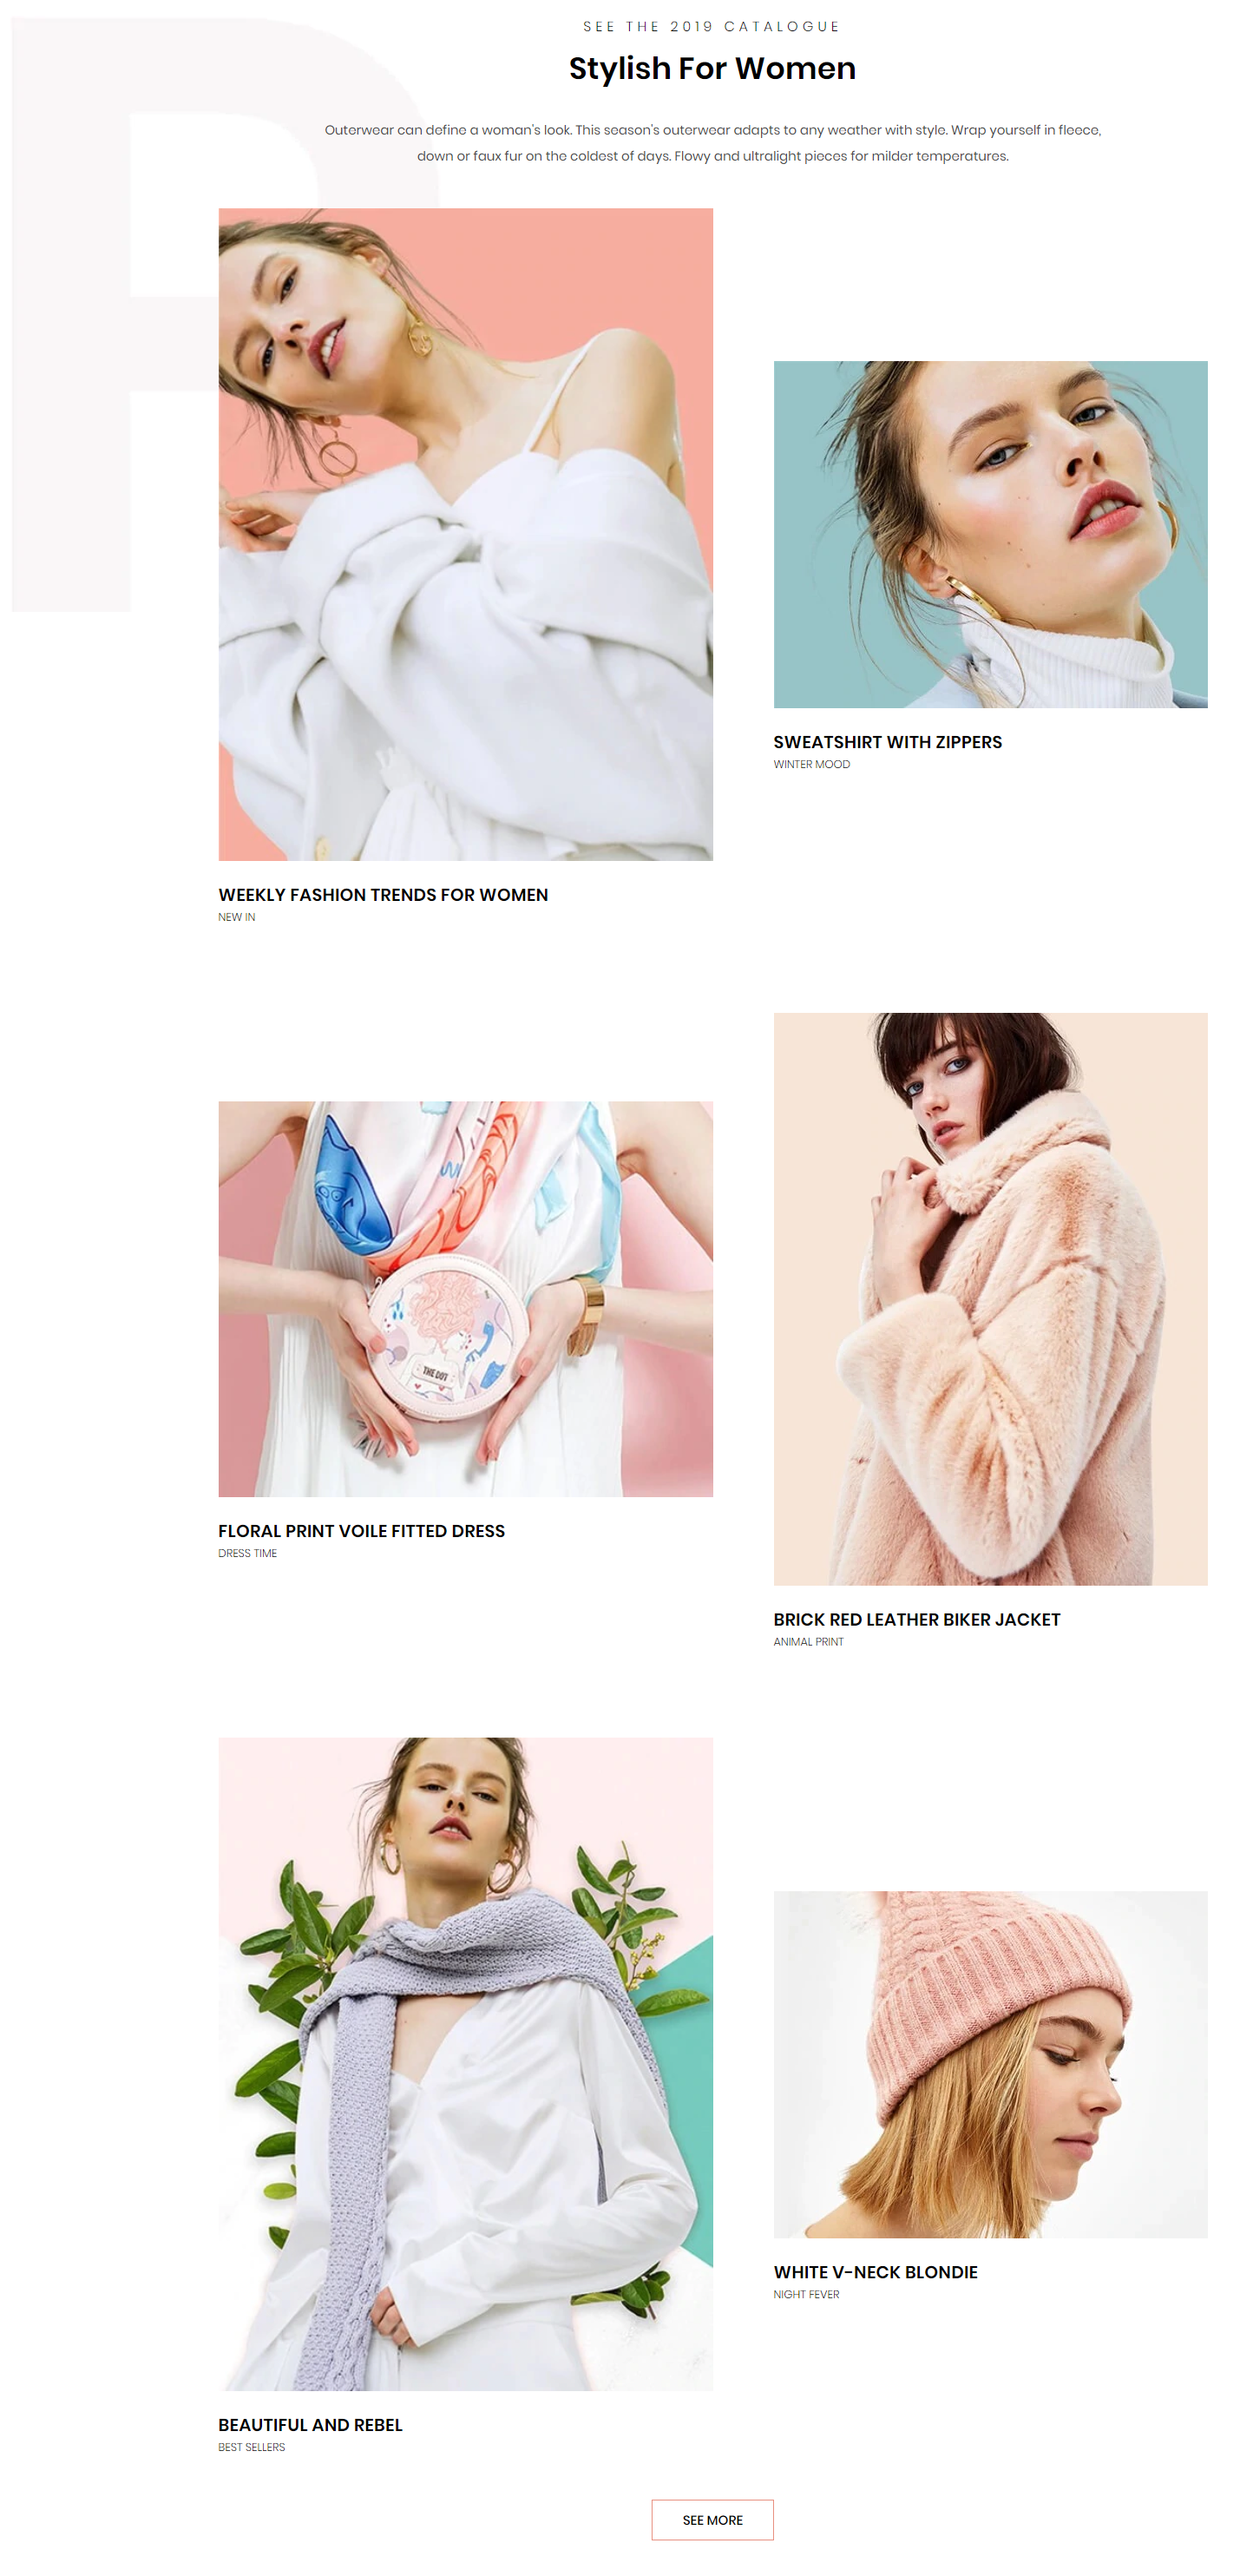 SEE THE 2019 CATALOGUE
Stylish For Women
Outerwear can define a woman's look. This season's outerwear adapts to any weather with style. Wrap yourself in fleece,
down or faux fur on the coldest of days. Flowy and ultralight pieces for milder temperatures.
P
SWEATSHIRT WITH ZIPPERS
WINTER MOOD
WEEKLY FASHION TRENDS FOR WOMEN
NEW IN
THE DOT
FLORAL PRINT VOILE FITTED DRESS
DRESS TIME
BRICK RED LEATHER BIKER JACKET
ANIMAL PRINT
WHITE V-NECK BLONDIE
NIGHT FEVER
BEAUTIFUL AND REBEL
BEST SELLERS
SEE MORE